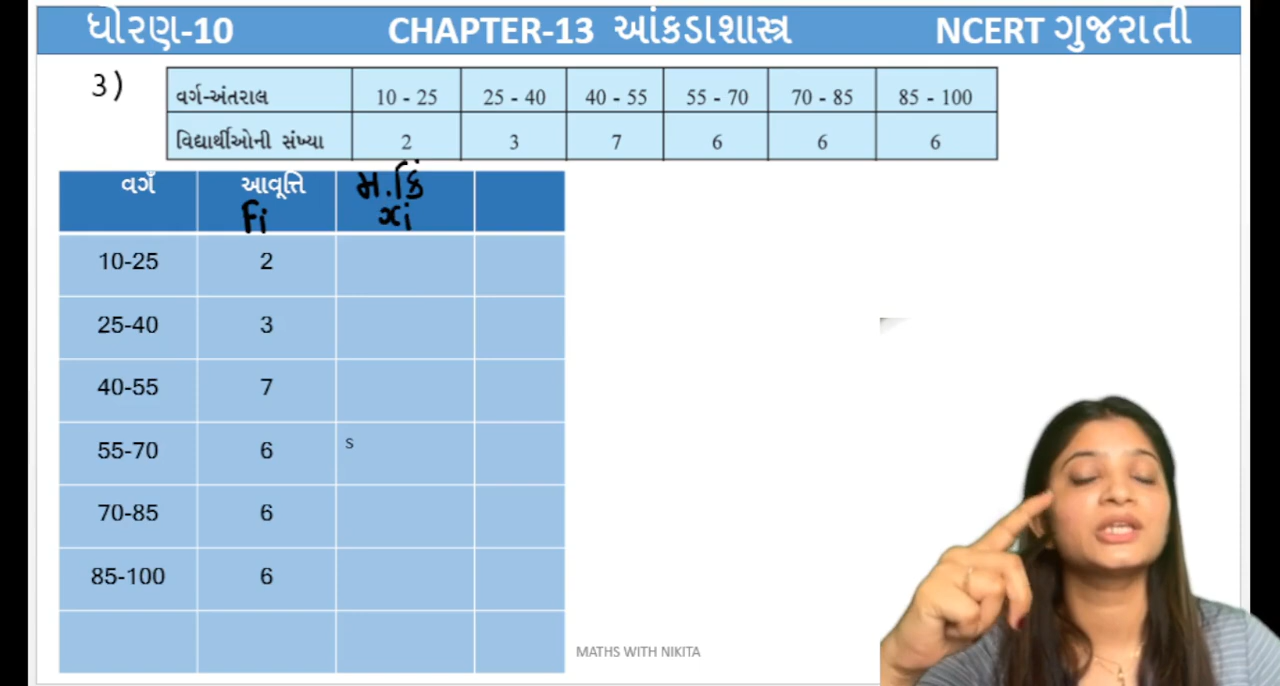 ધોરણ-10 CHAPTER-13 આંકડાશાસ્ત્ર NCERT ગુજરાતી
3)
વર્ગ-અંતરાલ 10 - 25 25 - 40 40 - 55 55 - 70 70 - 85 85 - 100
વિદ્યાર્થીઓની સંખ્યા 2 3 7 6 6 6
વર્ગઁ આવૃત્તિ મ.કિં
Fi xi
10-25 2
25-40 3
40-55 7
55-70 6 s
70-85 6
85-100 6
MATHS WITH NIKITA